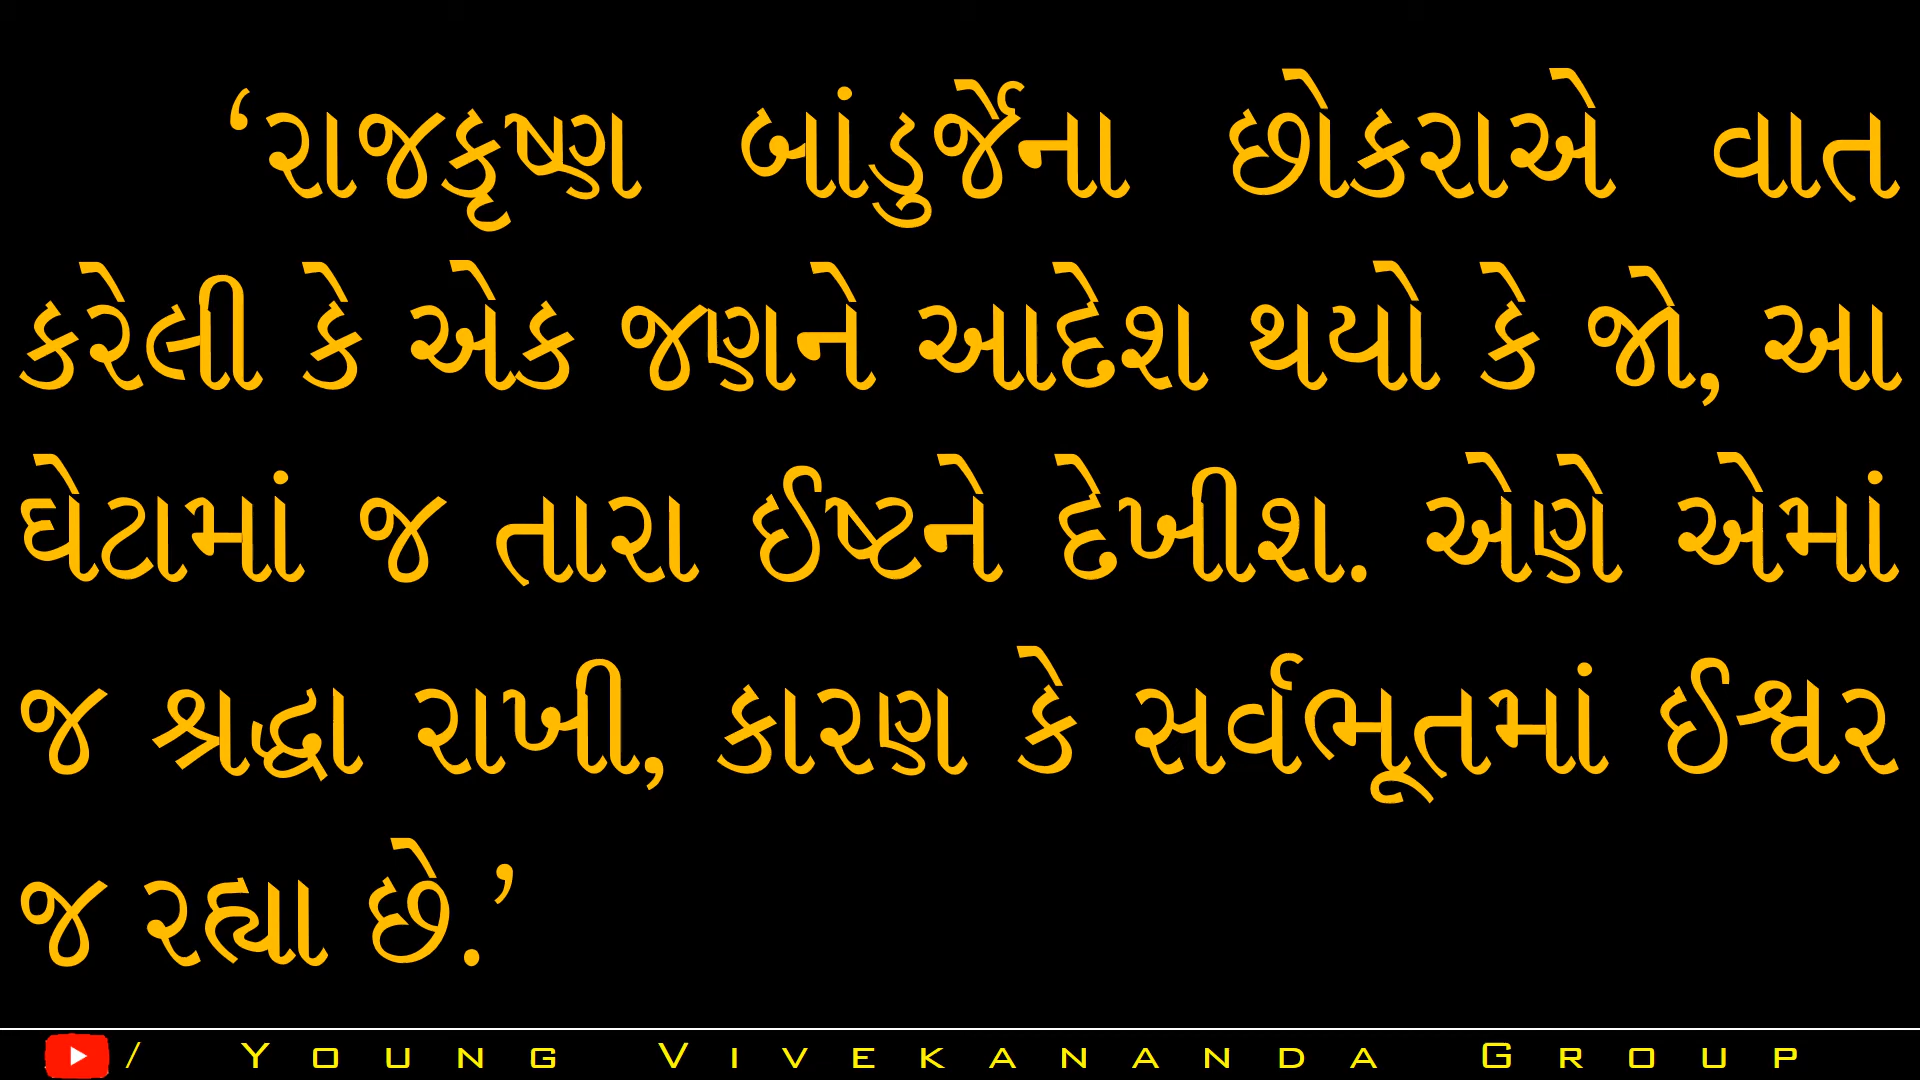 ‘રાજકૃષ્ણ બાંડુર્જેના છોકરાએ વાત
કરેલી કે એક જણને આદેશ થયો કે જો, આ
ઘેટામાં જ તારા ઈષ્ટને દેખીશ. એણે એમાં
જ શ્રદ્ધા રાખી, કારણ કે સર્વભૂતમાં ઈશ્વર
જ રહ્યા છે.’
/ YOUNG VIVEKANANDA GROUP